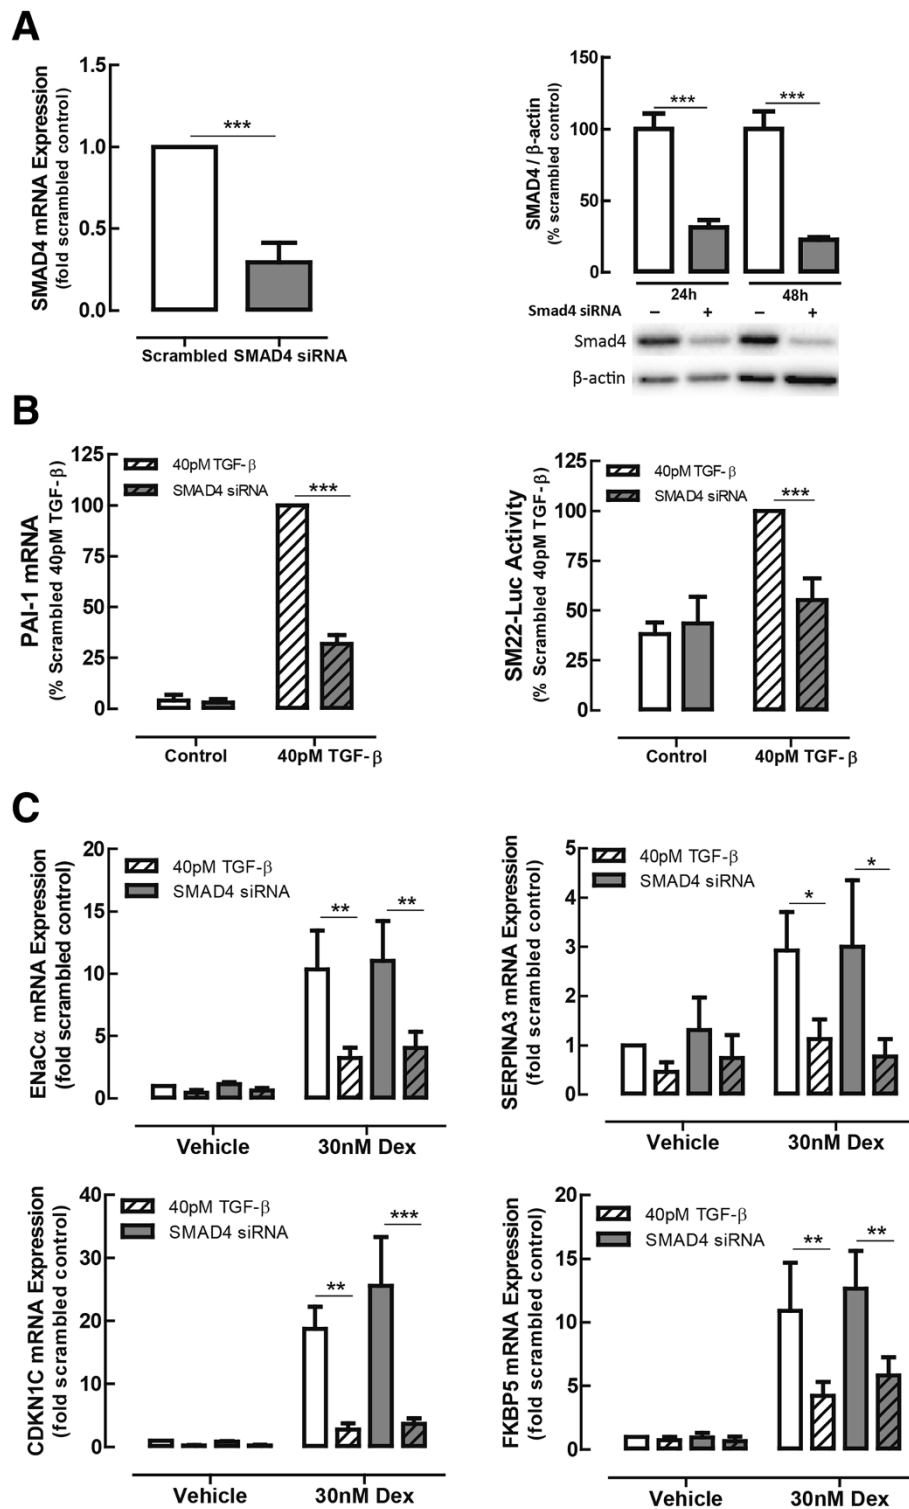 A
SMAD4 mRNA Expression
(fold scrambled control)
1.5
1.0
0.5
0.0
***
Scrambled
SMAD4 siRNA
SMAD4 / β-actin
(% scrambled control)
150
100
50
0
***
***
24h
48h
Smad4 siRNA
–
+
–
+
Smad4
β-actin
B
PAI-1 mRNA
(% Scrambled 40pM TGF-β)
125
100
75
50
25
0
40pM TGF-β
SMAD4 siRNA
***
Control
40pM TGF-β
SM22-Luc Activity
(% Scrambled 40pM TGF-β)
125
100
75
50
25
0
40pM TGF-β
SMAD4 siRNA
***
Control
40pM TGF-β
C
ENaCα mRNA Expression
(fold scrambled control)
20
15
10
5
0
40pM TGF-β
SMAD4 siRNA
**
**
Vehicle
30nM Dex
SERPINA3 mRNA Expression
(fold scrambled control)
5
4
3
2
1
0
40pM TGF-β
SMAD4 siRNA
*
*
Vehicle
30nM Dex
CDKN1C mRNA Expression
(fold scrambled control)
40
30
20
10
0
40pM TGF-β
SMAD4 siRNA
**
***
Vehicle
30nM Dex
FKBP5 mRNA Expression
(fold scrambled control)
20
15
10
5
0
40pM TGF-β
SMAD4 siRNA
**
**
Vehicle
30nM Dex